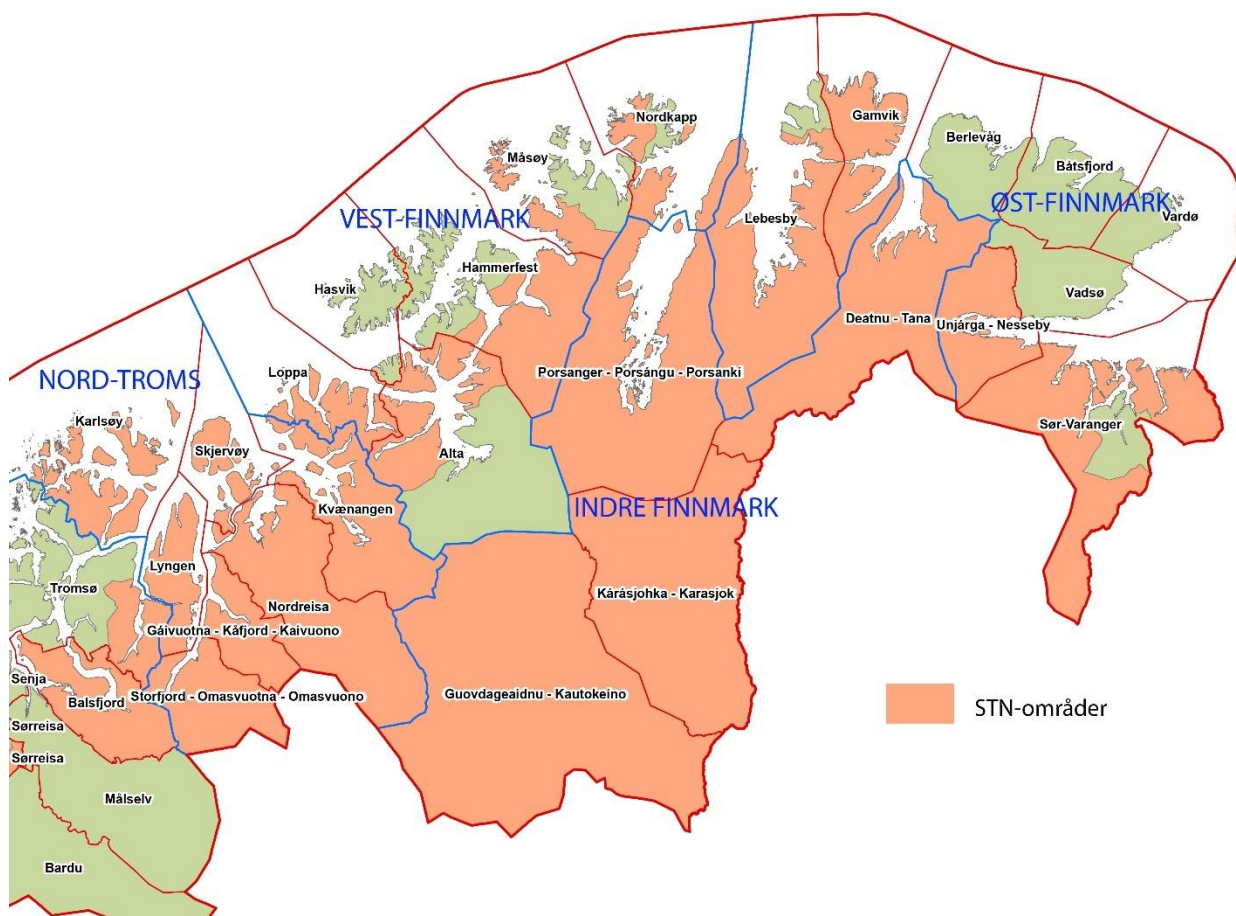 Gamvik
Nordkapp
Berlevåg
Måsøy
Båtsfjord
ØST-FINNMARK
VEST-FINNMARK
Lebesby
Vardø
Hammerfest
Hasvik
Vadsø
Deatnu - Tana
Unjárga - Nesseby
Loppa
Porsanger - Porsángu - Porsanki
NORD-TROMS
Karlsøy
Sør-Varanger
Skjervøy
Alta
INDRE FINNMARK
Kvænangen
Lyngen
Tromsø
Kárásjohka - Karasjok
Nordreisa
Gáivuotna - Kåfjord - Kaivuono
Senja
Balsfjord
Storfjord - Omasvuotna - Omasvuono
Guovdageaidnu - Kautokeino
STN-områder
Sørreisa
Sørreisa
Målselv
Bardu